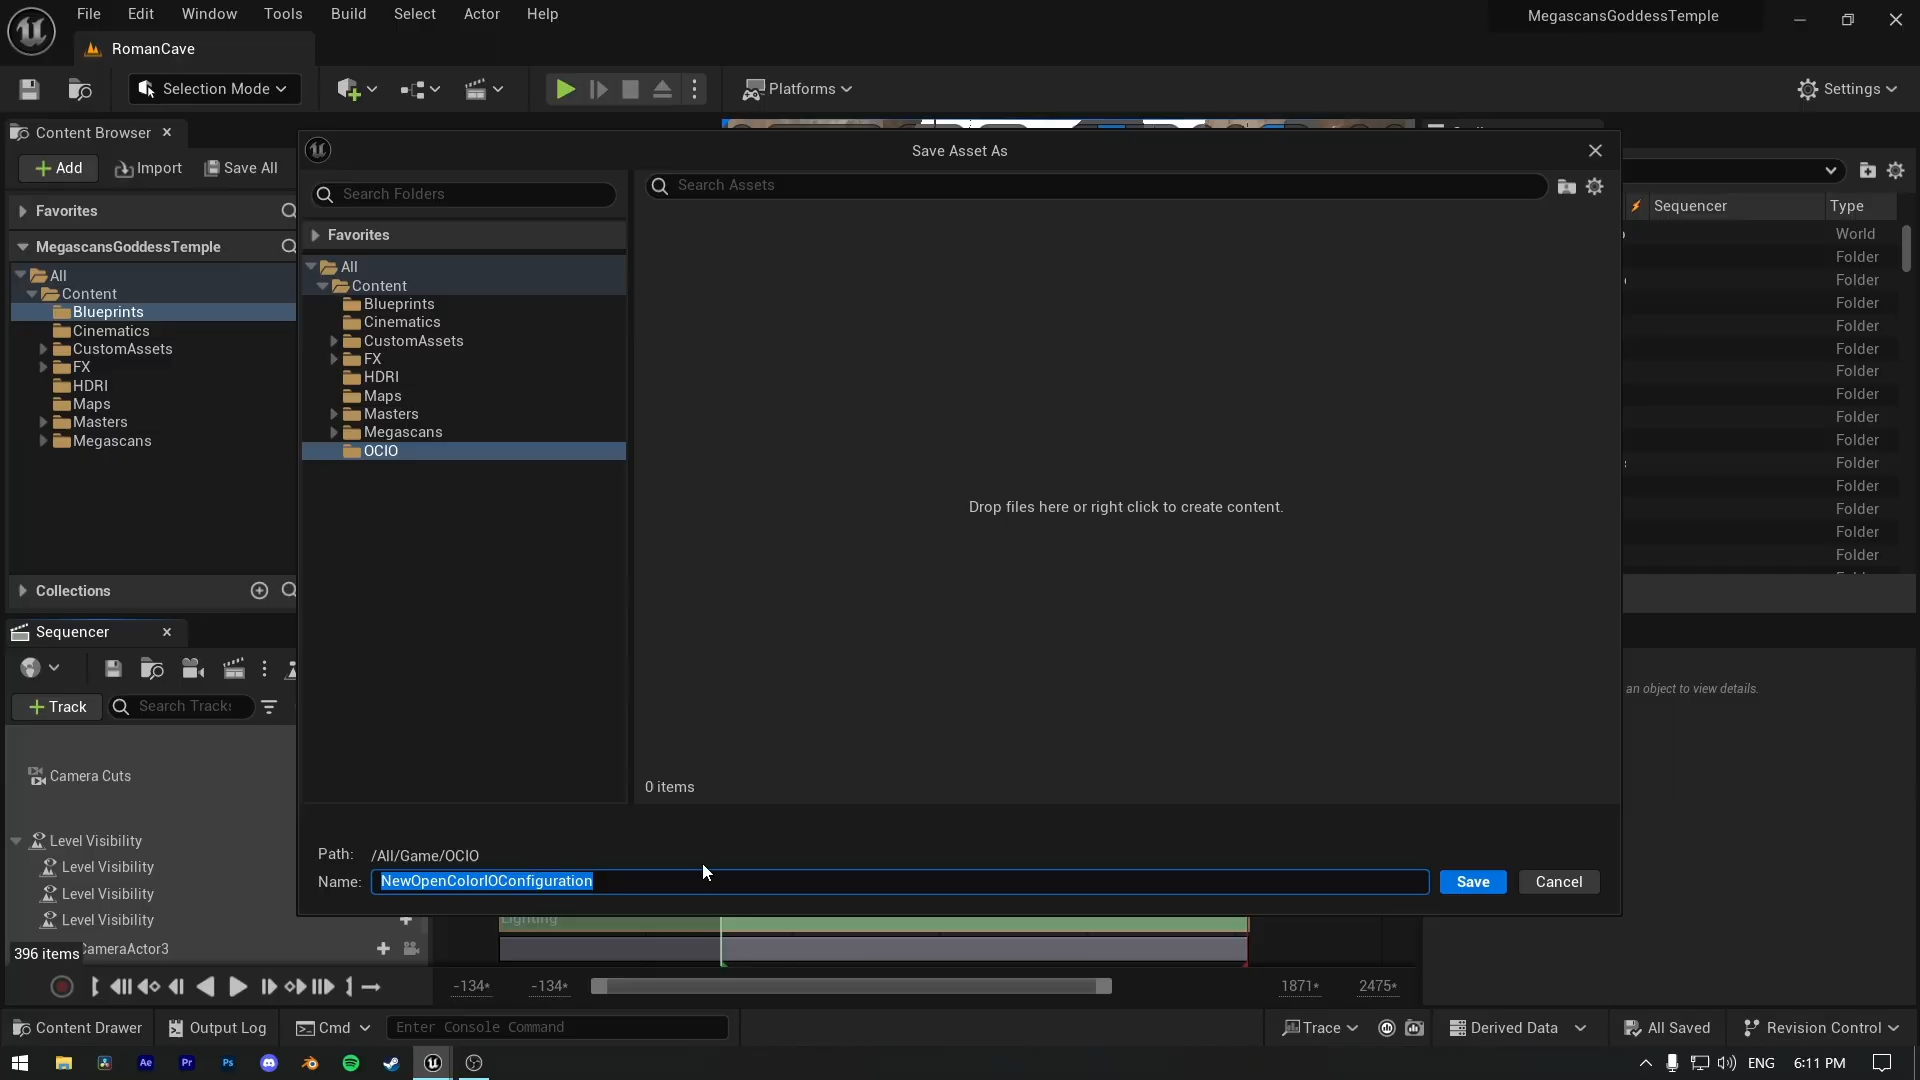 File Edit Window Tools Build Select Actor Help
MegascansGoddessTemple
RomanCave
Selection Mode
Platforms
Settings
Content Browser
Add
Import
Save All
Favorites
MegascansGoddessTemple
All
Content
Blueprints
Cinematics
CustomAssets
FX
HDRI
Maps
Masters
Megascans
Collections
Save Asset As
Search Folders
Favorites
All
Content
Blueprints
Cinematics
CustomAssets
FX
HDRI
Maps
Masters
Megascans
OCIO
Search Assets
Drop files here or right click to create content.
0 items
Path: /All/Game/OCIO
Name: NewOpenColorIOConfiguration
Save
Cancel
Sequencer
Type
World
Folder
Folder
Folder
Folder
Folder
Folder
Folder
Folder
Folder
Folder
Folder
Folder
Folder
Folder
an object to view details.
Sequencer
Track
Search Tracks
Camera Cuts
Level Visibility
Level Visibility
Level Visibility
Level Visibility
CameraActor3
396 items
Lighting
-134*
-134*
1871*
2475*
Content Drawer
Output Log
Cmd
Enter Console Command
Trace
Derived Data
All Saved
Revision Control
Ae
Pr
Ps
ENG
6:11 PM